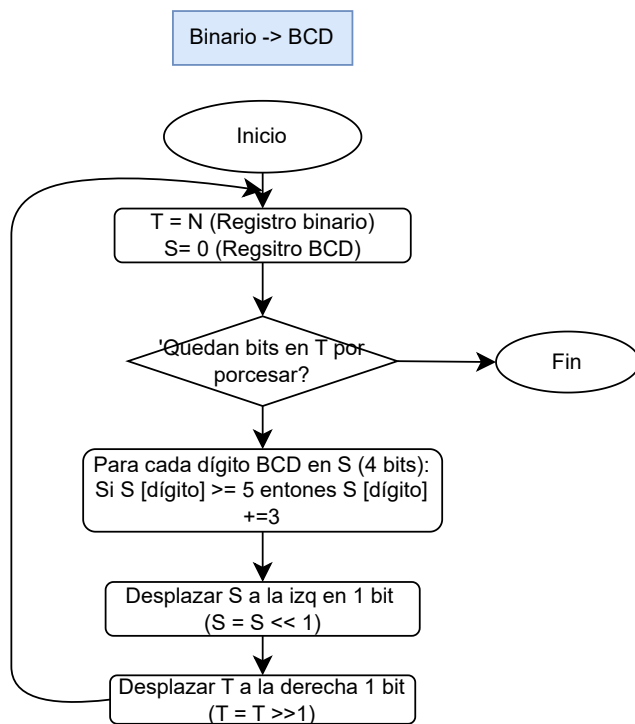 Binario -> BCD
Inicio
T = N (Registro binario)
S= 0 (Regsitro BCD)
'Quedan bits en T por
porcesar?
Fin
Para cada dígito BCD en S (4 bits):
Si S [dígito] >= 5 entones S [dígito]
+=3
Desplazar S a la izq en 1 bit
(S = S << 1)
Desplazar T a la derecha 1 bit
(T = T >>1)